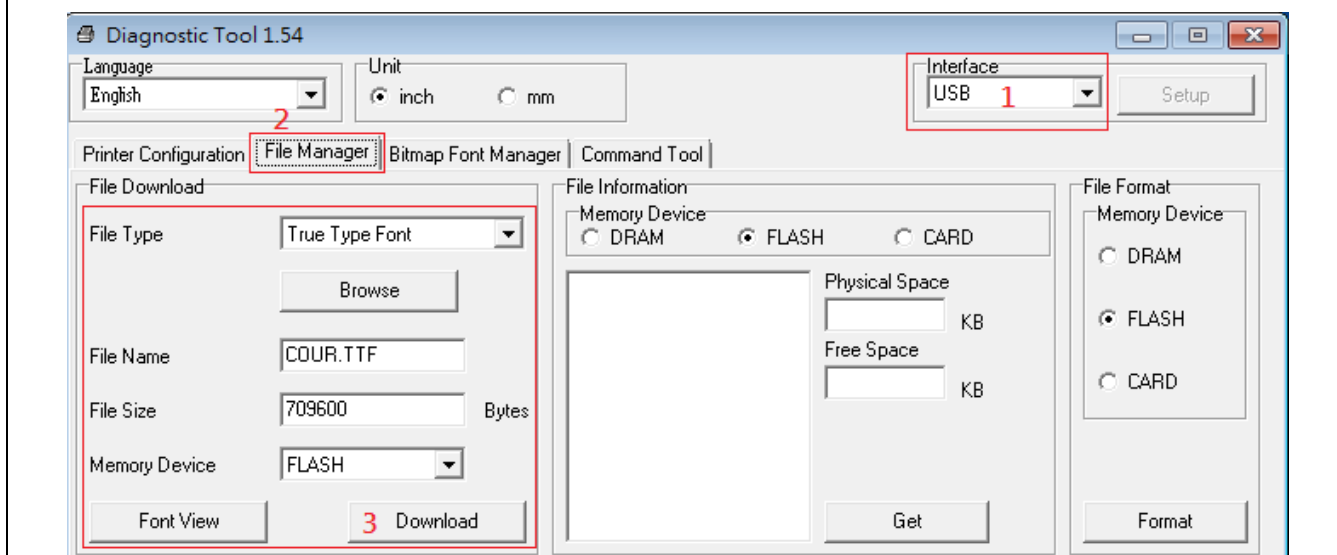 Diagnostic Tool 1.54
Language
Unit
Interface
English
inch
mm
USB
1
Setup
2
Printer Configuration
File Manager
Bitmap Font Manager
Command Tool
File Download
File Type
True Type Font
Browse
File Name
COUR.TTF
File Size
709600
Bytes
Memory Device
FLASH
Font View
3
Download
File Information
Memory Device
DRAM
FLASH
CARD
Physical Space
KB
Free Space
KB
Get
File Format
Memory Device
DRAM
FLASH
CARD
Format